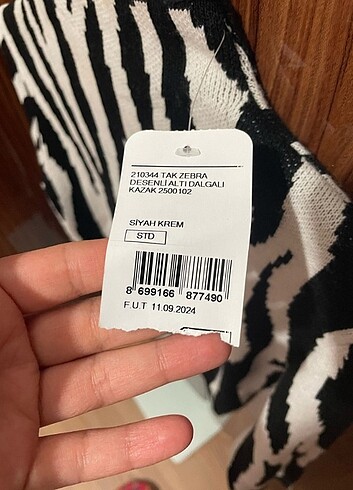 210344 TAK ZEBRA
DESENLİ ALTI DALGALI
KAZAK 2500102
SİYAH KREM
STD
8 699166 877490
F.U.T 11.09.2024